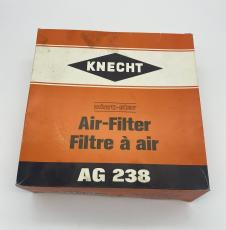 KNECHT
Air-Filter
Filtre à air
AG 238